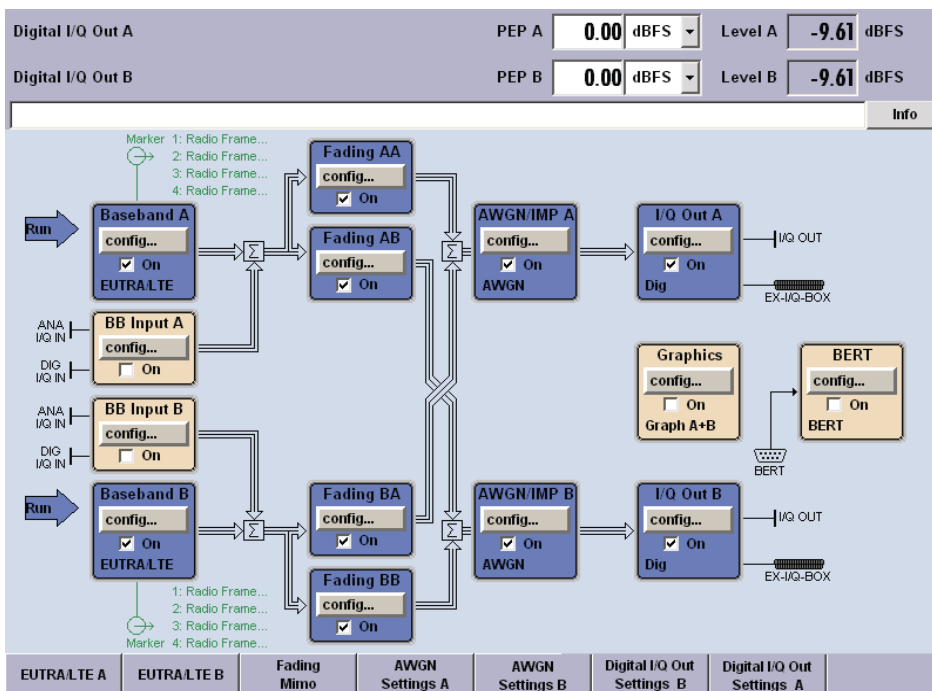 Digital I/Q Out A PEP A 0.00 dBFS Level A -9.61 dBFS
Digital I/Q Out B PEP B 0.00 dBFS Level B -9.61 dBFS
Info
Marker 1: Radio Frame...
2: Radio Frame...
3: Radio Frame...
4: Radio Frame...
Run
Baseband A
config...
On
EUTRA/LTE
Fading AA
config...
On
Fading AB
config...
On
AWGN/IMP A
config...
On
AWGN
I/Q Out A
config...
On
Dig
I/Q OUT
EX-I/Q-BOX
ANA
I/Q IN
DIG
I/Q IN
BB Input A
config...
On
ANA
I/Q IN
DIG
I/Q IN
BB Input B
config...
On
Graphics
config...
On
Graph A+B
BERT
config...
On
BERT
BERT
Run
Baseband B
config...
On
EUTRA/LTE
Fading BA
config...
On
Fading BB
config...
On
AWGN/IMP B
config...
On
AWGN
I/Q Out B
config...
On
Dig
I/Q OUT
EX-I/Q-BOX
1: Radio Frame...
2: Radio Frame...
3: Radio Frame...
Marker 4: Radio Frame...
EUTRA/LTE A
EUTRA/LTE B
Fading
Mimo
AWGN
Settings A
AWGN
Settings B
Digital I/Q Out
Settings B
Digital I/Q Out
Settings A